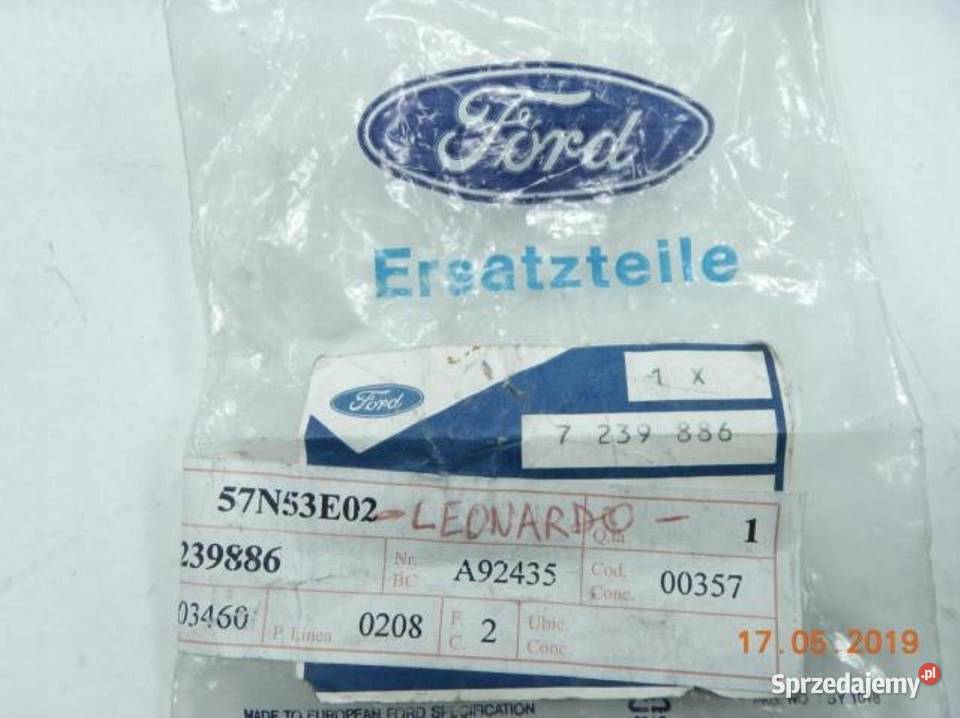 Ford
Ersatzteile
Ford
1 X
7 239 886
57N53E02 -LEONARDO- Q.tà 1
239886 Nr. BC A92435 Cod. Conc. 00357
03460 P. Linea 0208 F. C. 2 Ubic. Conc.
17.05.2019
Sprzedajemy.pl
MADE TO EUROPEAN FORD SPECIFICATION